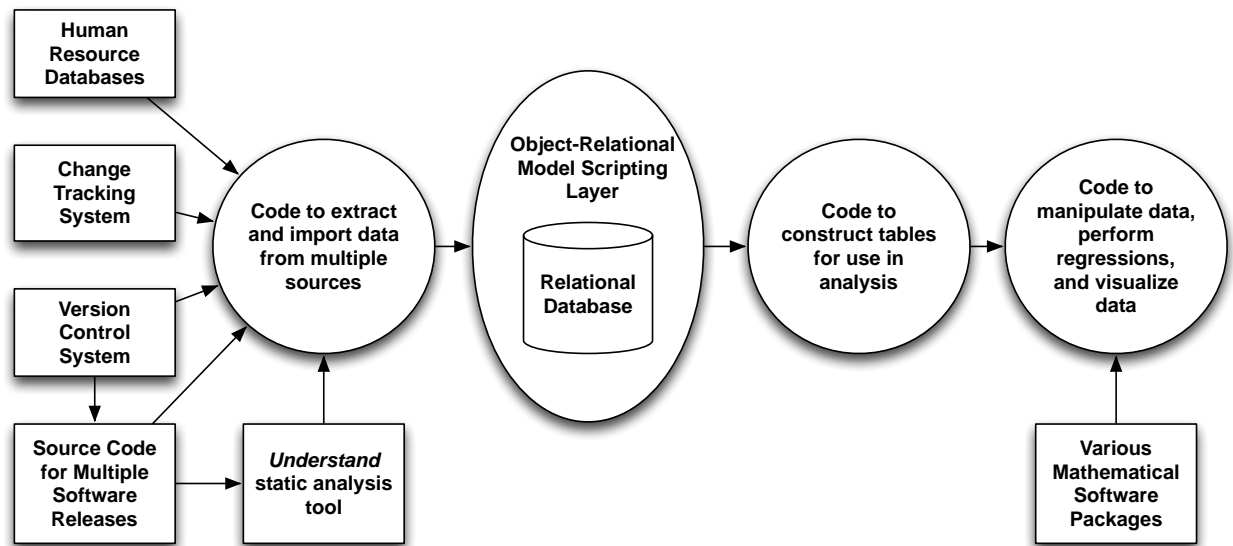 Human
Resource
Databases
Change
Tracking
System
Version
Control
System
Source Code
for Multiple
Software
Releases
Understand
static analysis
tool
Code to extract
and import data
from multiple
sources
Object-Relational
Model Scripting
Layer
Relational
Database
Code to
construct tables
for use in
analysis
Code to
manipulate data,
perform
regressions,
and visualize
data
Various
Mathematical
Software
Packages